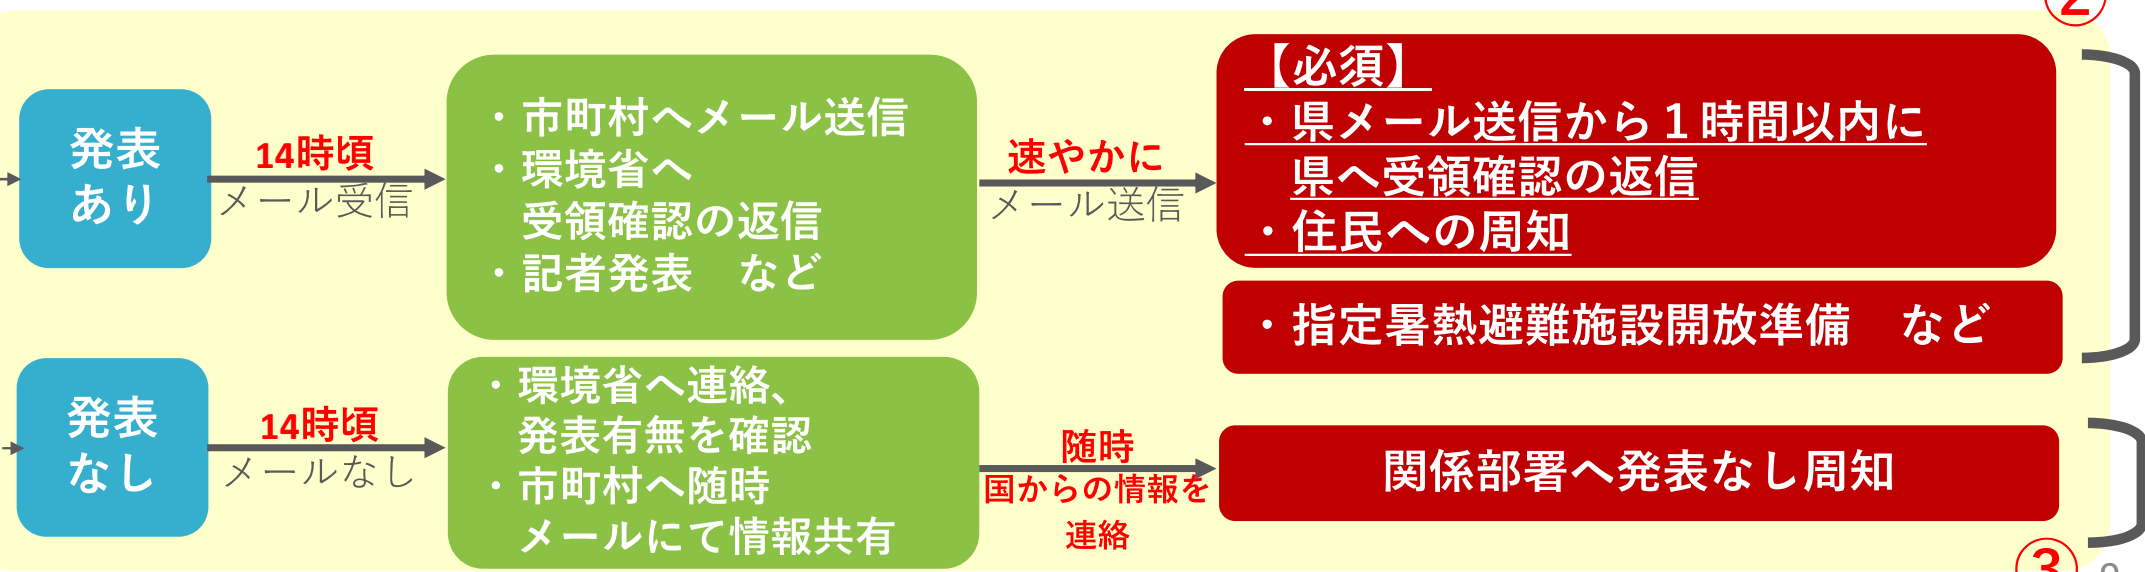 ②
発表
あり
14時頃
メール受信
・市町村へメール送信
・環境省へ
受領確認の返信
・記者発表　など
速やかに
メール送信
【必須】
・県メール送信から１時間以内に
県へ受領確認の返信
・住民への周知
・指定暑熱避難施設開放準備　など
発表
なし
14時頃
メールなし
・環境省へ連絡、
発表有無を確認
・市町村へ随時
メールにて情報共有
随時
国からの情報を
連絡
関係部署へ発表なし周知
③